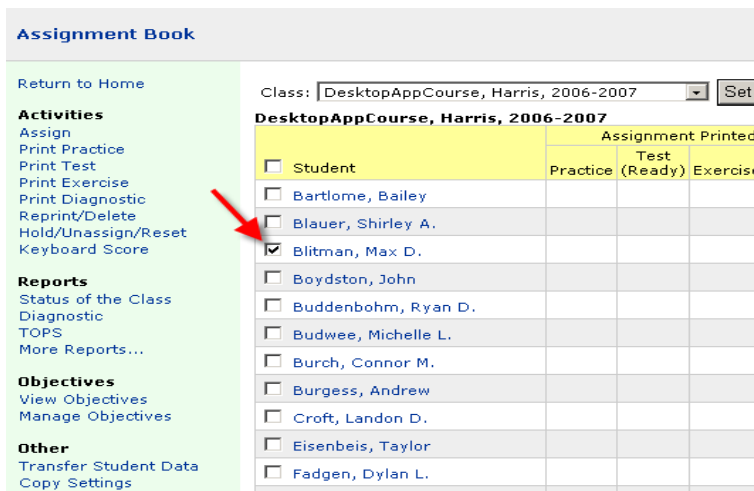 Assignment Book
Return to Home
Activities
Assign
Print Practice
Print Test
Print Exercise
Print Diagnostic
Reprint/Delete
Hold/Unassign/Reset
Keyboard Score
Reports
Status of the Class
Diagnostic
TOPS
More Reports...
Objectives
View Objectives
Manage Objectives
Other
Transfer Student Data
Copy Settings
Class: DesktopAppCourse, Harris, 2006-2007 Set
DesktopAppCourse, Harris, 2006-2007
Assignment Printed
Student Practice Test (Ready) Exercise
Bartlome, Bailey
Blauer, Shirley A.
Blitman, Max D.
Boydston, John
Buddenbohm, Ryan D.
Budwee, Michelle L.
Burch, Connor M.
Burgess, Andrew
Croft, Landon D.
Eisenbeis, Taylor
Fadgen, Dylan L.